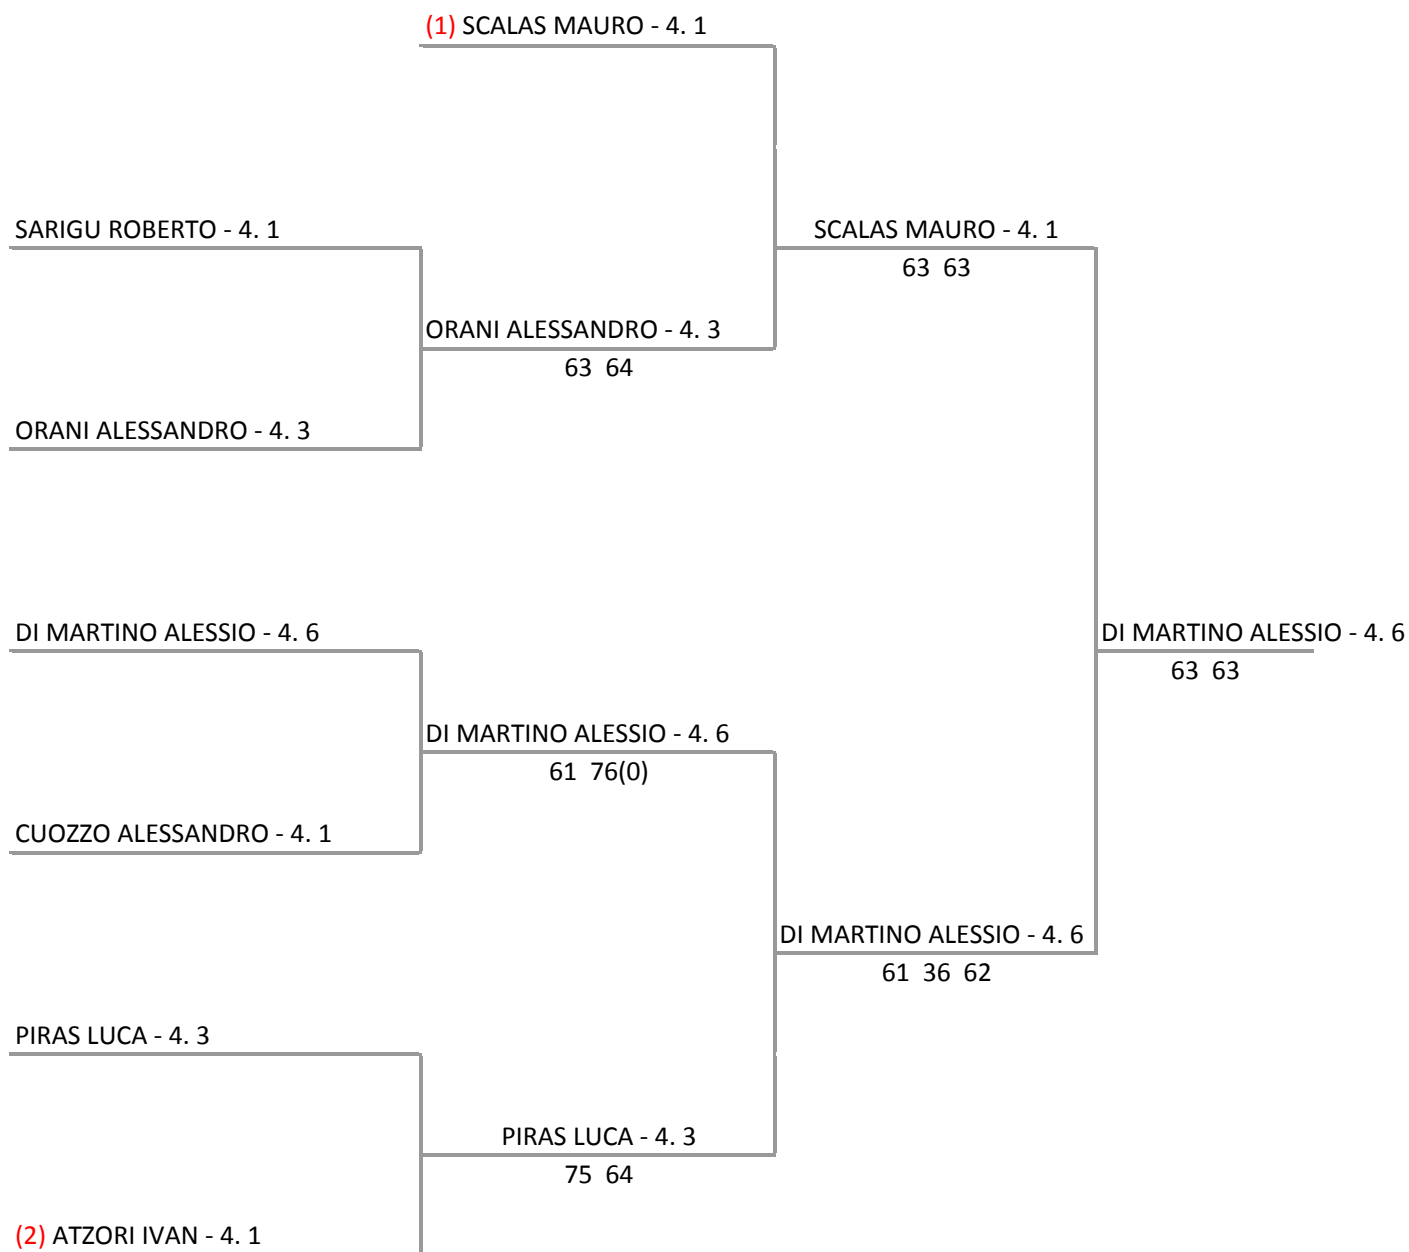 (1) SCALAS MAURO - 4. 1
SARIGU ROBERTO - 4. 1
SCALAS MAURO - 4. 1
63 63
ORANI ALESSANDRO - 4. 3
63 64
ORANI ALESSANDRO - 4. 3
DI MARTINO ALESSIO - 4. 6
DI MARTINO ALESSIO - 4. 6
63 63
DI MARTINO ALESSIO - 4. 6
61 76(0)
CUOZZO ALESSANDRO - 4. 1
DI MARTINO ALESSIO - 4. 6
61 36 62
PIRAS LUCA - 4. 3
PIRAS LUCA - 4. 3
75 64
(2) ATZORI IVAN - 4. 1